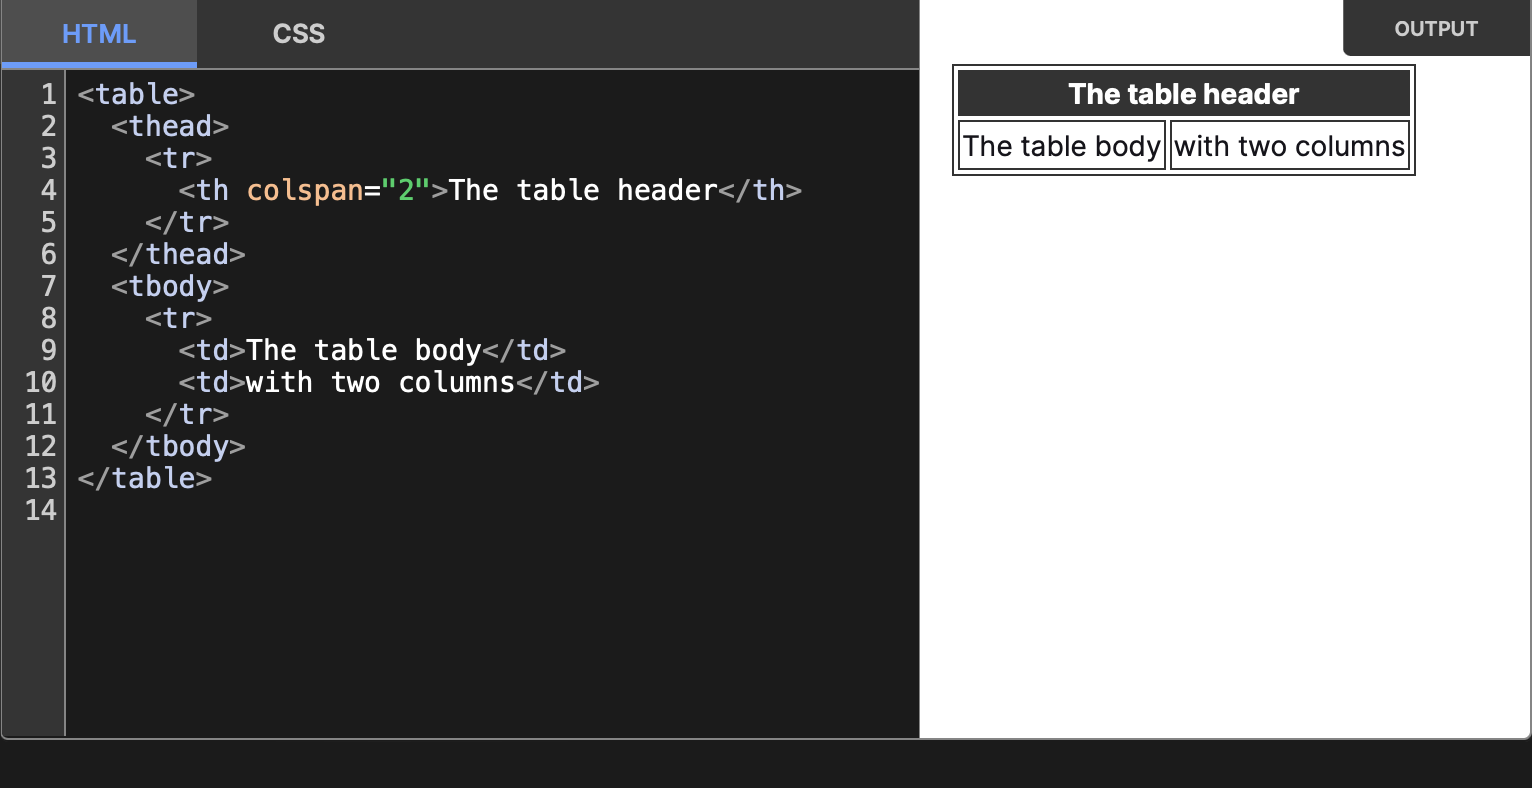 HTML CSS
1 <table>
2   <thead>
3     <tr>
4       <th colspan="2">The table header</th>
5     </tr>
6   </thead>
7   <tbody>
8     <tr>
9       <td>The table body</td>
10       <td>with two columns</td>
11     </tr>
12   </tbody>
13 </table>
14
OUTPUT
The table header
The table body with two columns